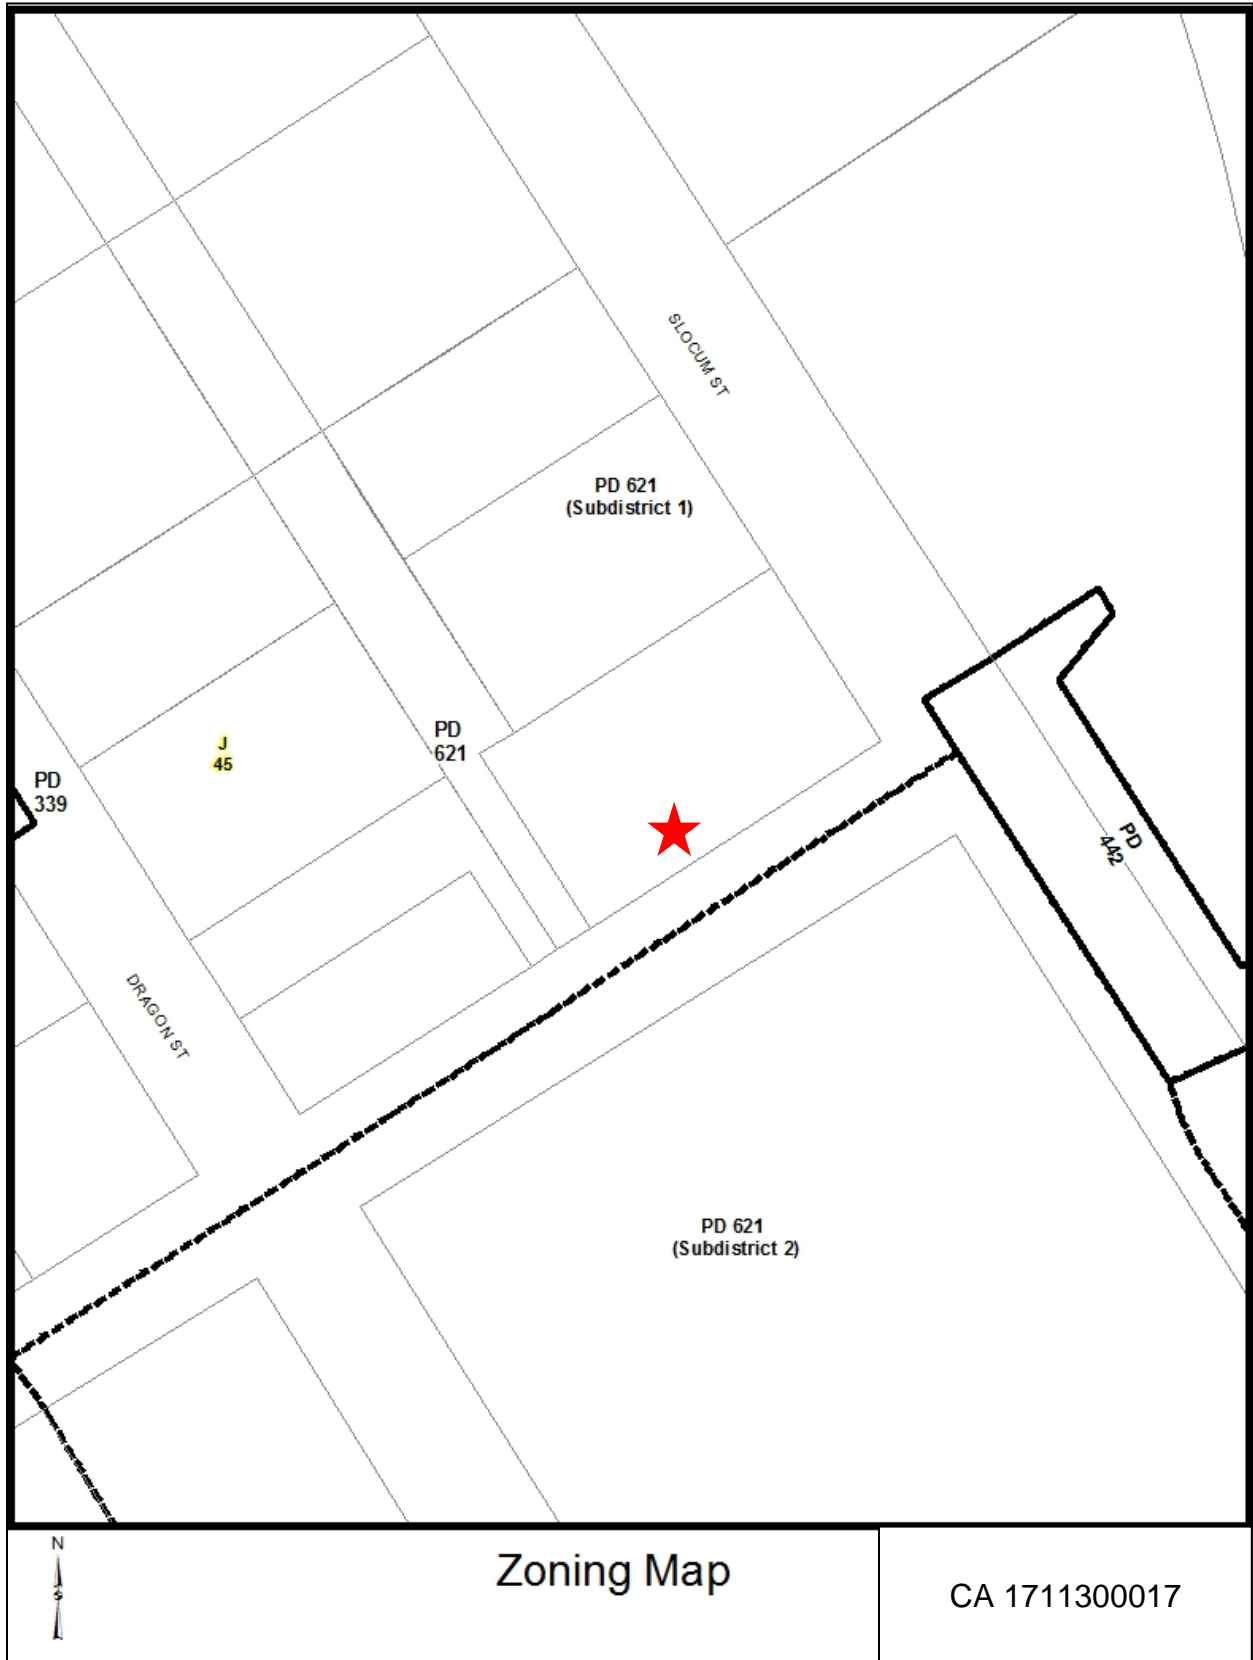 SLOCUM ST
PD 621
(Subdistrict 1)
PD
621
J
45
PD
339
PD
442
DRAGON ST
PD 621
(Subdistrict 2)
N
Zoning Map
CA 1711300017